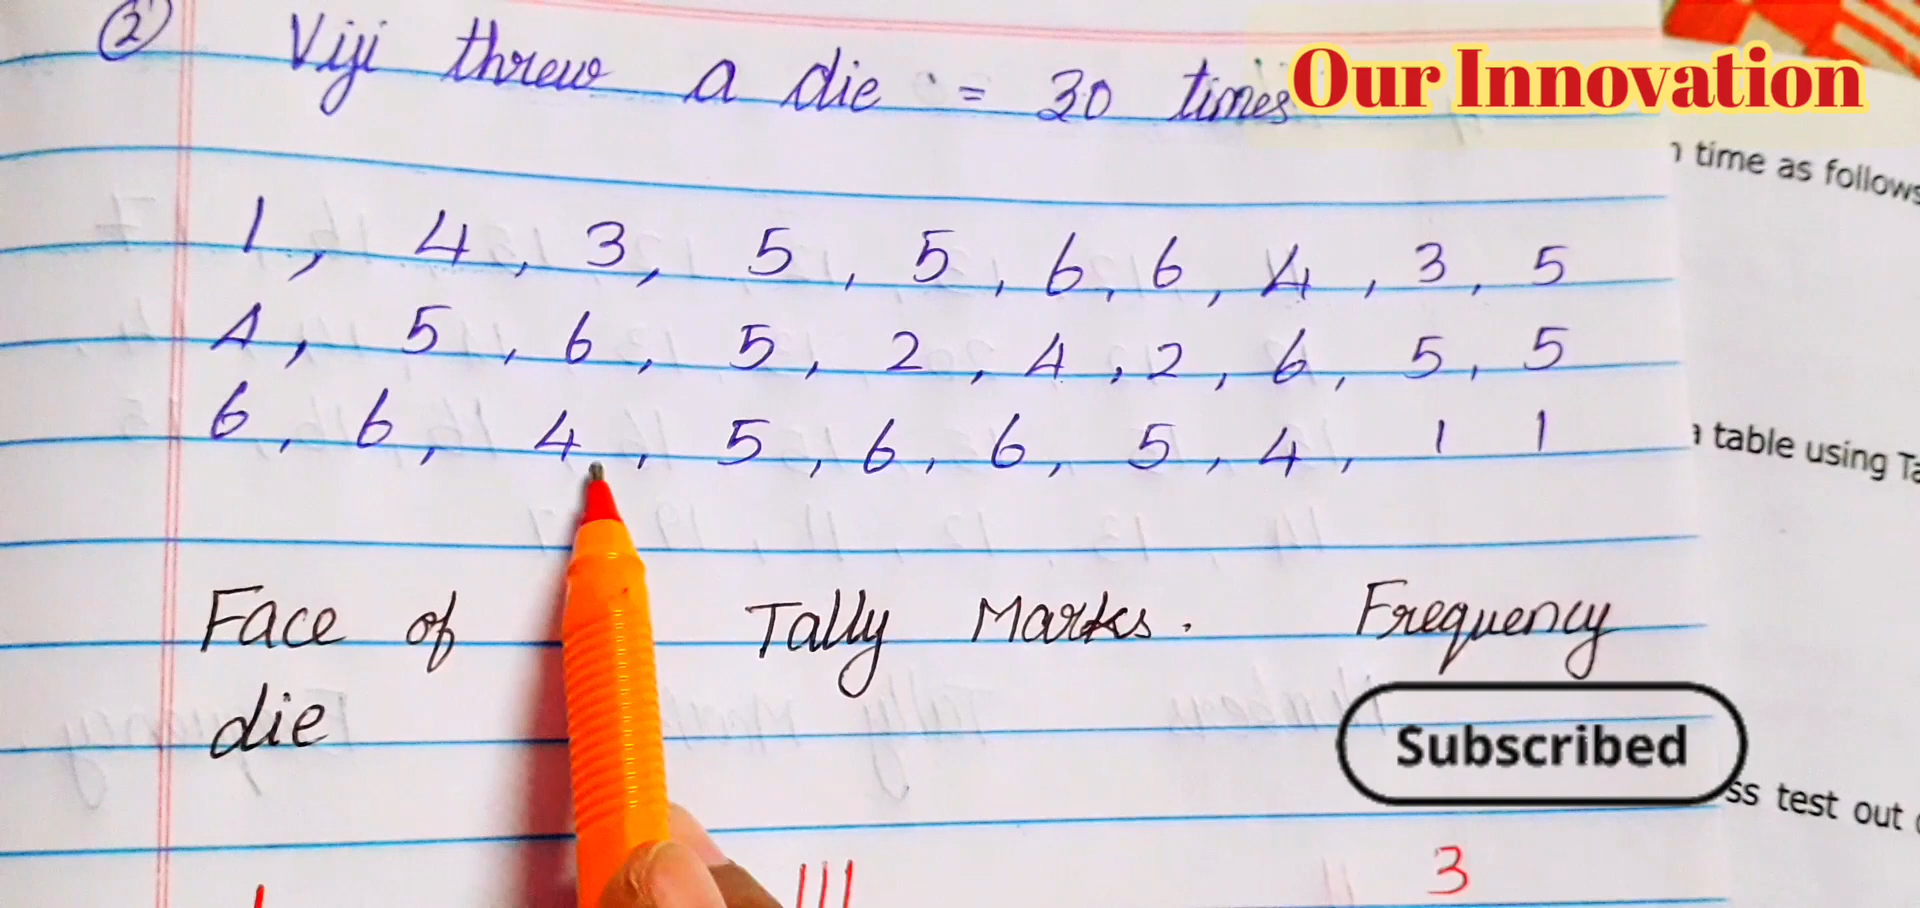 ② Viji threw a die = 30 times
Our Innovation
n time as follows
1, 4, 3, 5, 5, 6, 6, 4, 3, 5
4, 5, 6, 5, 2, 4, 2, 6, 5, 5
6, 6, 4, 5, 6, 6, 5, 4, 1 1
a table using Ta
Face of Tally Marks. Frequency
die
Subscribed
ss test out
1 ||| 3